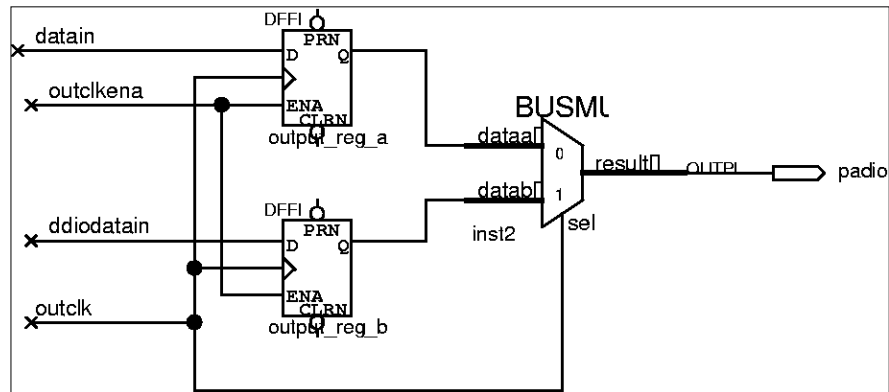 DFFI
datain
PRN
D Q
outclkena
ENA
CLRN
output_reg_a
BUSMU
dataa[]
0
result[]
OUTPU
padio
datab[]
1
sel
inst2
DFFI
PRN
ddiodatain
D Q
ENA
CLRN
outclk
output_reg_b